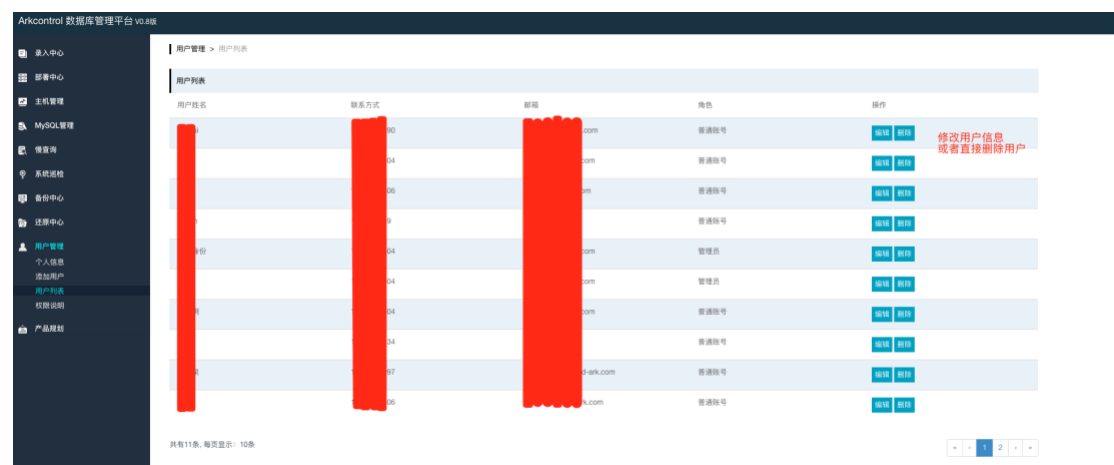 Arkcontrol 数据库管理平台 V0.8版
录入中心
部署中心
主机管理
MySQL管理
慢查询
系统巡检
备份中心
还原中心
用户管理
个人信息
添加用户
用户列表
权限说明
产品规划
用户管理 > 用户列表
用户列表
用户姓名 联系方式 邮箱 角色 操作
90 .com 普通账号 编辑 删除
修改用户信息
或者直接删除用户
04 com 普通账号 编辑 删除
06 om 普通账号 编辑 删除
9 普通账号 编辑 删除
份 04 com 管理员 编辑 删除
04 com 管理员 编辑 删除
04 com 普通账号 编辑 删除
34 普通账号 编辑 删除
97 d-ark.com 普通账号 编辑 删除
06 k.com 普通账号 编辑 删除
共有11条, 每页显示: 10条
« ‹ 1 2 › »